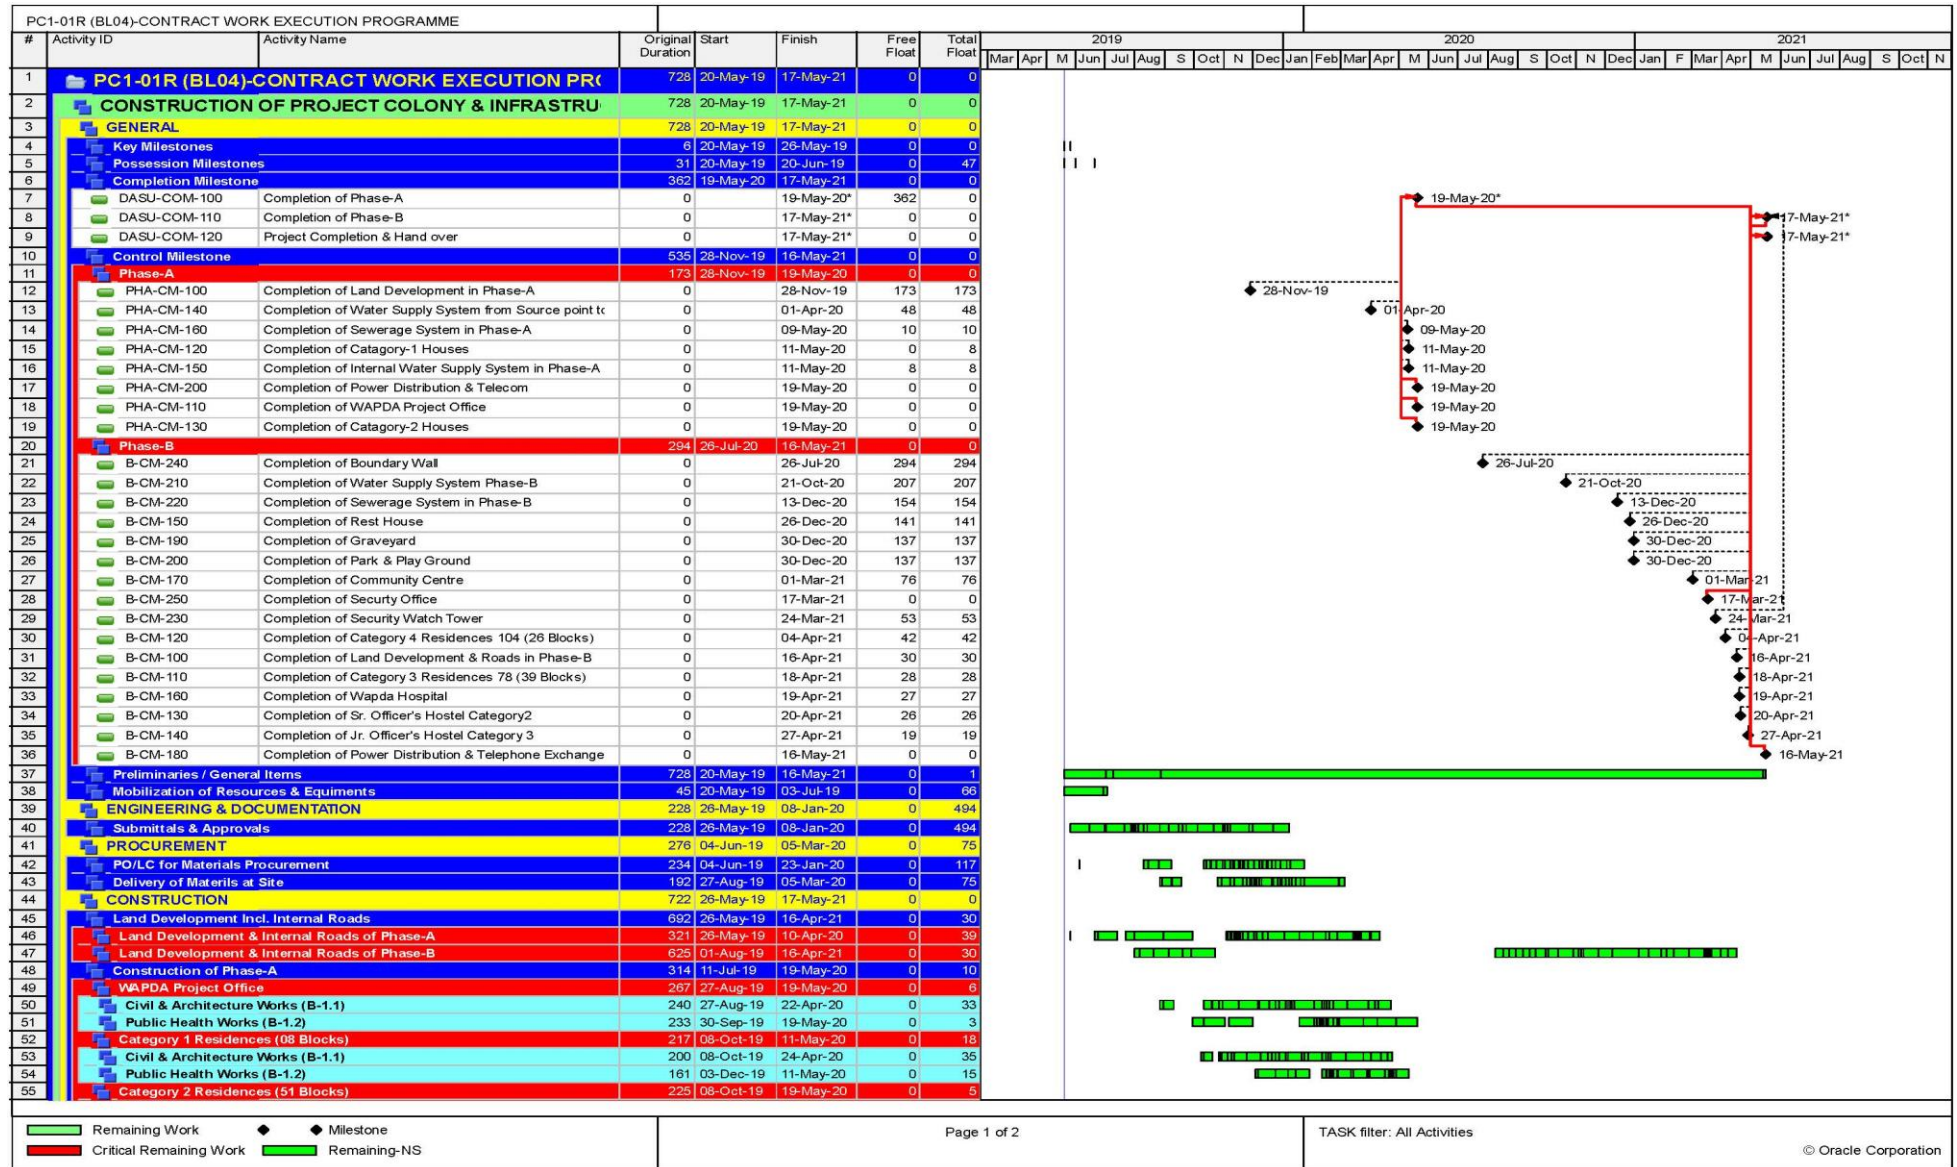 PC1-01R (BL04)-CONTRACT WORK EXECUTION PROGRAMME
# Activity ID Activity Name Original Duration Start Finish Free Float Total Float 2019 2020 2021
Mar Apr M Jun Jul Aug S Oct N Dec Jan Feb Mar Apr M Jun Jul Aug S Oct N Dec Jan F Mar Apr M Jun Jul Aug S Oct N
1 PC1-01R (BL04)-CONTRACT WORK EXECUTION PR( 728 20-May-19 17-May-21 0 0
2 CONSTRUCTION OF PROJECT COLONY & INFRASTRU 728 20-May-19 17-May-21 0 0
3 GENERAL 728 20-May-19 17-May-21 0 0
4 Key Milestones 6 20-May-19 26-May-19 0 0
5 Possession Milestones 31 20-May-19 20-Jun-19 0 47
6 Completion Milestone 362 19-May-20 17-May-21 0 0
7 DASU-COM-100 Completion of Phase-A 0 19-May-20* 362 0 19-May-20*
8 DASU-COM-110 Completion of Phase-B 0 17-May-21* 0 0 17-May-21*
9 DASU-COM-120 Project Completion & Hand over 0 17-May-21* 0 0 17-May-21*
10 Control Milestone 535 28-Nov-19 16-May-21 0 0
11 Phase-A 173 28-Nov-19 19-May-20 0 0
12 PHA-CM-100 Completion of Land Development in Phase-A 0 28-Nov-19 173 173 28-Nov-19
13 PHA-CM-140 Completion of Water Supply System from Source point to 0 01-Apr-20 48 48 01-Apr-20
14 PHA-CM-160 Completion of Sewerage System in Phase-A 0 09-May-20 10 10 09-May-20
15 PHA-CM-120 Completion of Catagory-1 Houses 0 11-May-20 0 8 11-May-20
16 PHA-CM-150 Completion of Internal Water Supply System in Phase-A 0 11-May-20 8 8 11-May-20
17 PHA-CM-200 Completion of Power Distribution & Telecom 0 19-May-20 0 0 19-May-20
18 PHA-CM-110 Completion of WAPDA Project Office 0 19-May-20 0 0 19-May-20
19 PHA-CM-130 Completion of Catagory-2 Houses 0 19-May-20 0 0 19-May-20
20 Phase-B 294 26-Jul-20 16-May-21 0 0
21 B-CM-240 Completion of Boundary Wall 0 26-Jul-20 294 294 26-Jul-20
22 B-CM-210 Completion of Water Supply System Phase-B 0 21-Oct-20 207 207 21-Oct-20
23 B-CM-220 Completion of Sewerage System in Phase-B 0 13-Dec-20 154 154 13-Dec-20
24 B-CM-150 Completion of Rest House 0 26-Dec-20 141 141 26-Dec-20
25 B-CM-190 Completion of Graveyard 0 30-Dec-20 137 137 30-Dec-20
26 B-CM-200 Completion of Park & Play Ground 0 30-Dec-20 137 137 30-Dec-20
27 B-CM-170 Completion of Community Centre 0 01-Mar-21 76 76 01-Mar-21
28 B-CM-250 Completion of Securty Office 0 17-Mar-21 0 0 17-Mar-21
29 B-CM-230 Completion of Security Watch Tower 0 24-Mar-21 53 53 24-Mar-21
30 B-CM-120 Completion of Category 4 Residences 104 (26 Blocks) 0 04-Apr-21 42 42 04-Apr-21
31 B-CM-100 Completion of Land Development & Roads in Phase-B 0 16-Apr-21 30 30 16-Apr-21
32 B-CM-110 Completion of Category 3 Residences 78 (39 Blocks) 0 18-Apr-21 28 28 18-Apr-21
33 B-CM-160 Completion of Wapda Hospital 0 19-Apr-21 27 27 19-Apr-21
34 B-CM-130 Completion of Sr. Officer's Hostel Category2 0 20-Apr-21 26 26 20-Apr-21
35 B-CM-140 Completion of Jr. Officer's Hostel Category 3 0 27-Apr-21 19 19 27-Apr-21
36 B-CM-180 Completion of Power Distribution & Telephone Exchange 0 16-May-21 0 0 16-May-21
37 Preliminaries / General Items 728 20-May-19 16-May-21 0 1
38 Mobilization of Resources & Equiments 45 20-May-19 03-Jul-19 0 66
39 ENGINEERING & DOCUMENTATION 228 26-May-19 08-Jan-20 0 494
40 Submittals & Approvals 228 26-May-19 08-Jan-20 0 494
41 PROCUREMENT 276 04-Jun-19 05-Mar-20 0 75
42 PO/LC for Materials Procurement 234 04-Jun-19 23-Jan-20 0 117
43 Delivery of Materils at Site 192 27-Aug-19 05-Mar-20 0 75
44 CONSTRUCTION 722 26-May-19 17-May-21 0 0
45 Land Development Incl. Internal Roads 692 26-May-19 16-Apr-21 0 30
46 Land Development & Internal Roads of Phase-A 321 26-May-19 10-Apr-20 0 39
47 Land Development & Internal Roads of Phase-B 625 01-Aug-19 16-Apr-21 0 30
48 Construction of Phase-A 314 11-Jul-19 19-May-20 0 10
49 WAPDA Project Office 267 27-Aug-19 19-May-20 0 6
50 Civil & Architecture Works (B-1.1) 240 27-Aug-19 22-Apr-20 0 33
51 Public Health Works (B-1.2) 233 30-Sep-19 19-May-20 0 3
52 Category 1 Residences (08 Blocks) 217 08-Oct-19 11-May-20 0 18
53 Civil & Architecture Works (B-1.1) 200 08-Oct-19 24-Apr-20 0 35
54 Public Health Works (B-1.2) 161 03-Dec-19 11-May-20 0 15
55 Category 2 Residences (51 Blocks) 225 08-Oct-19 19-May-20 0 5
Remaining Work Milestone
Critical Remaining Work Remaining-NS
Page 1 of 2
TASK filter: All Activities
© Oracle Corporation